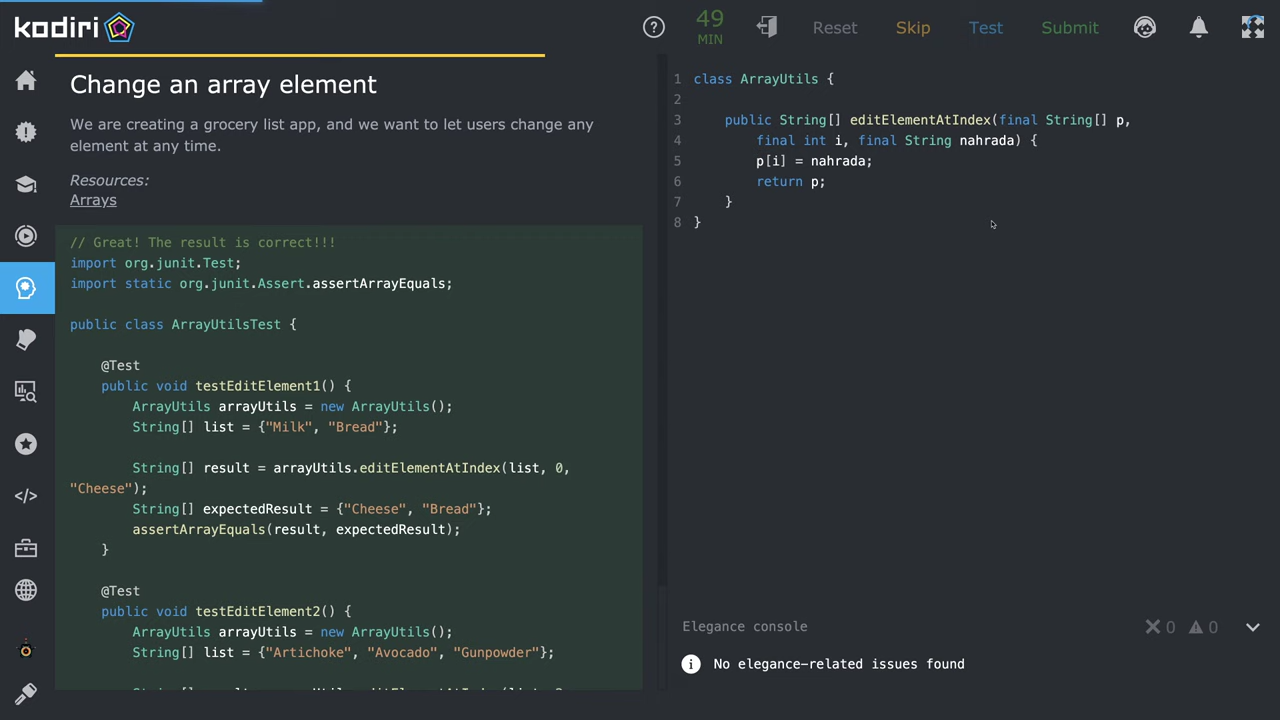 kodiri
49
MIN
Reset
Skip
Test
Submit
Change an array element
We are creating a grocery list app, and we want to let users change any
element at any time.
Resources:
Arrays
// Great! The result is correct!!!
import org.junit.Test;
import static org.junit.Assert.assertArrayEquals;
public class ArrayUtilsTest {
@Test
public void testEditElement1() {
ArrayUtils arrayUtils = new ArrayUtils();
String[] list = {"Milk", "Bread"};
String[] result = arrayUtils.editElementAtIndex(list, 0,
"Cheese");
String[] expectedResult = {"Cheese", "Bread"};
assertArrayEquals(result, expectedResult);
}
@Test
public void testEditElement2() {
ArrayUtils arrayUtils = new ArrayUtils();
String[] list = {"Artichoke", "Avocado", "Gunpowder"};
1 class ArrayUtils {
2
3 public String[] editElementAtIndex(final String[] p,
4 final int i, final String nahrada) {
5 p[i] = nahrada;
6 return p;
7 }
8 }
Elegance console
0
0
No elegance-related issues found